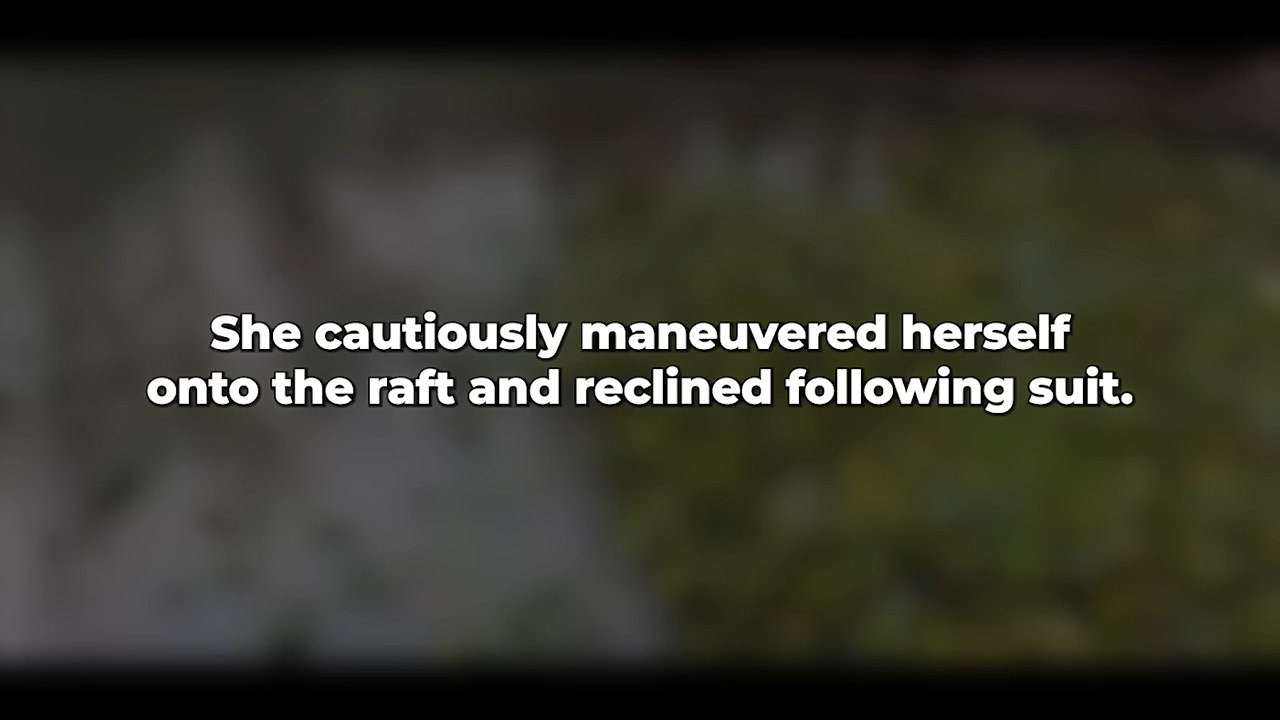 She cautiously maneuvered herself
onto the raft and reclined following suit.